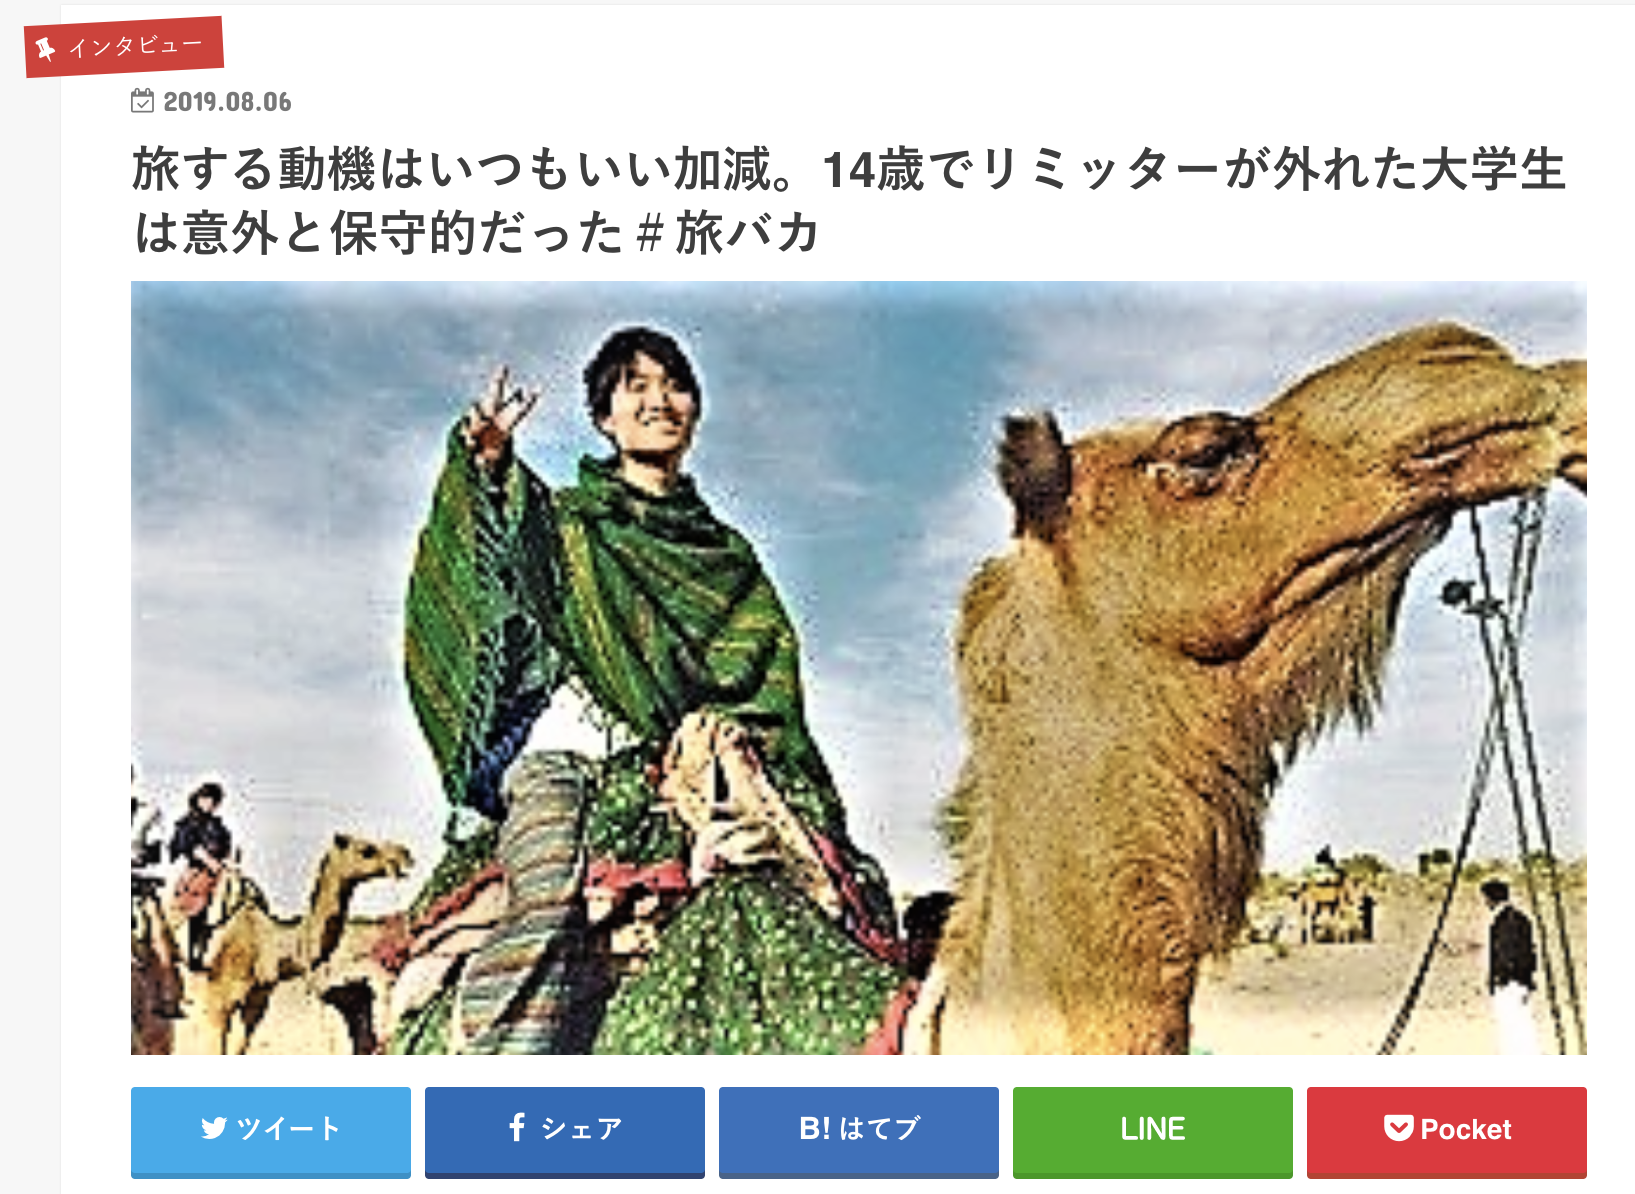 インタビュー
2019.08.06
旅する動機はいつもいい加減。14歳でリミッターが外れた大学生
は意外と保守的だった＃旅バカ
ツイート
シェア
B! はてブ
LINE
Pocket